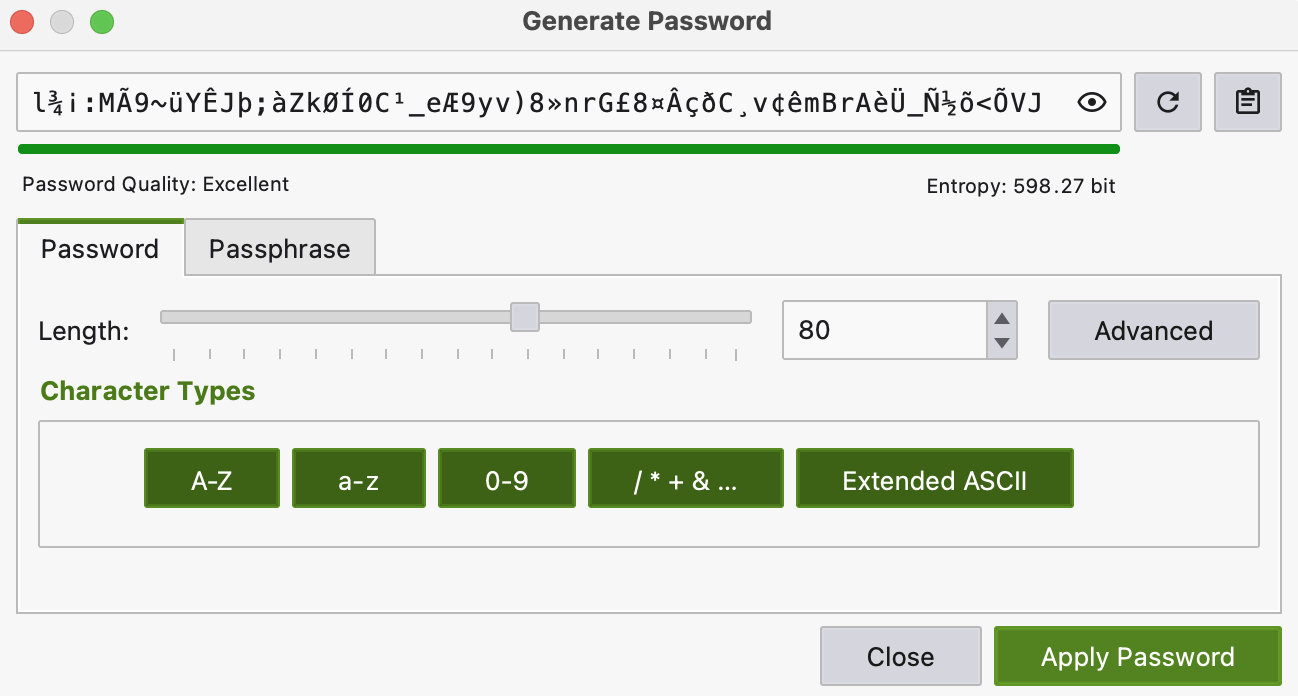 Generate Password
l¾¡:MÃ9~üYÊJþ;àZkØÍ0C¹_eÆ9yv)8»nrG£8¤ÂçðC¸v¢êmBrAèÜ_Ñ½õ<ÕVJ
Password Quality: Excellent
Entropy: 598.27 bit
Password
Passphrase
Length:
80
Advanced
Character Types
A-Z
a-z
0-9
/ * + & ...
Extended ASCII
Close
Apply Password